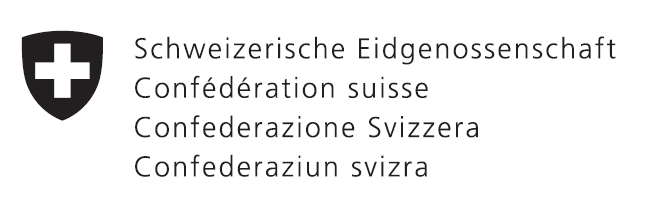 Schweizerische Eidgenossenschaft
Confédération suisse
Confederazione Svizzera
Confederaziun svizra